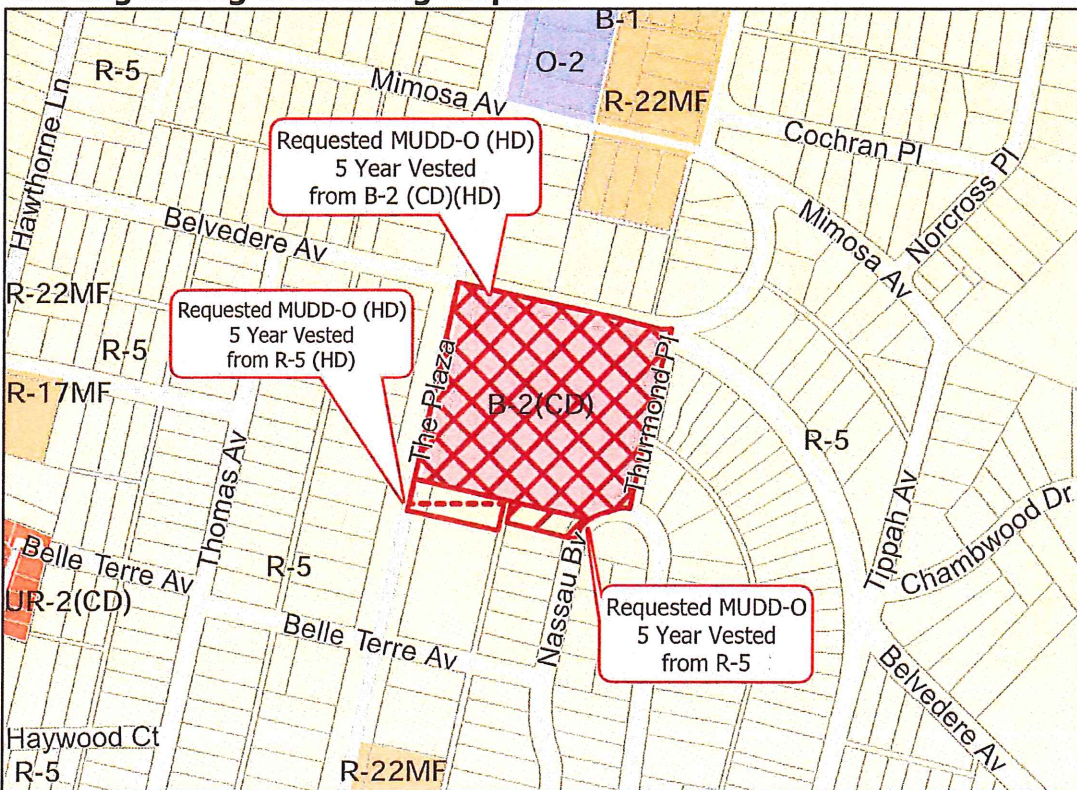 B-1
R-5
O-2
Mimosa Av
R-22MF
Hawthorne Ln
Requested MUDD-O (HD)
5 Year Vested
from B-2 (CD)(HD)
Cochran Pl
Norcross Pl
Belvedere Av
Mimosa Av
R-22MF
Requested MUDD-O (HD)
5 Year Vested
from R-5 (HD)
R-5
The Plaza
Thurmond Pl
R-17MF
B-2(CD)
R-5
Thomas Av
Tippah Av
Chambwood Dr
Belle Terre Av
R-5
UR-2(CD)
Nassau Bv
Requested MUDD-O
5 Year Vested
from R-5
Belle Terre Av
Belvedere Av
Haywood Ct
R-5
R-22MF